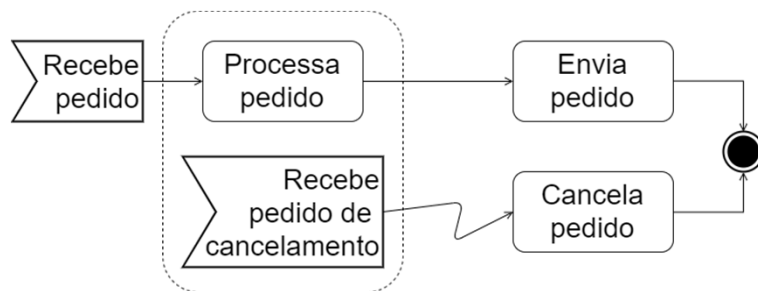 Recebe
pedido
Processa
pedido
Envia
pedido
Recebe
pedido de
cancelamento
Cancela
pedido